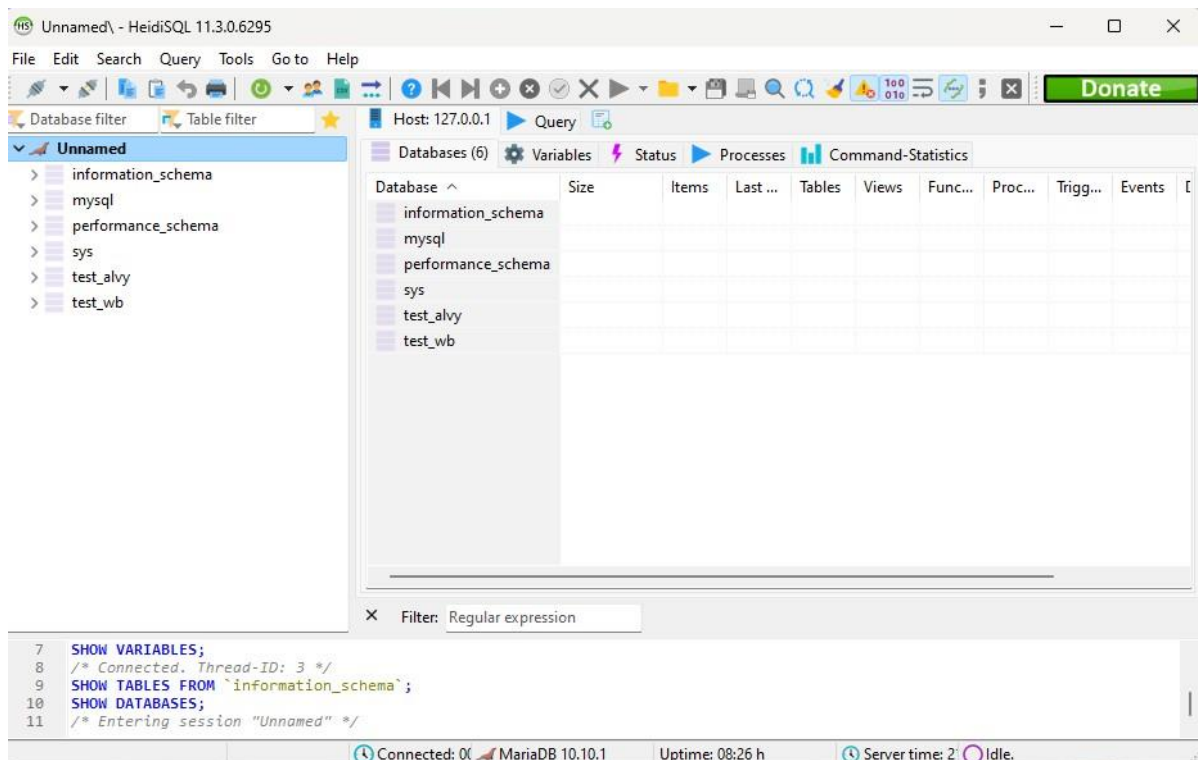 Unnamed\ - HeidiSQL 11.3.0.6295
File Edit Search Query Tools Go to Help
Donate
Database filter Table filter
Host: 127.0.0.1 Query
Unnamed
information_schema
mysql
performance_schema
sys
test_alvy
test_wb
Databases (6) Variables Status Processes Command-Statistics
Database Size Items Last ... Tables Views Func... Proc... Trigg... Events
information_schema
mysql
performance_schema
sys
test_alvy
test_wb
Filter: Regular expression
7 SHOW VARIABLES;
8 /* Connected. Thread-ID: 3 */
9 SHOW TABLES FROM `information_schema`;
10 SHOW DATABASES;
11 /* Entering session "Unnamed" */
Connected: MariaDB 10.10.1 Uptime: 08:26 h Server time: 2 Idle.